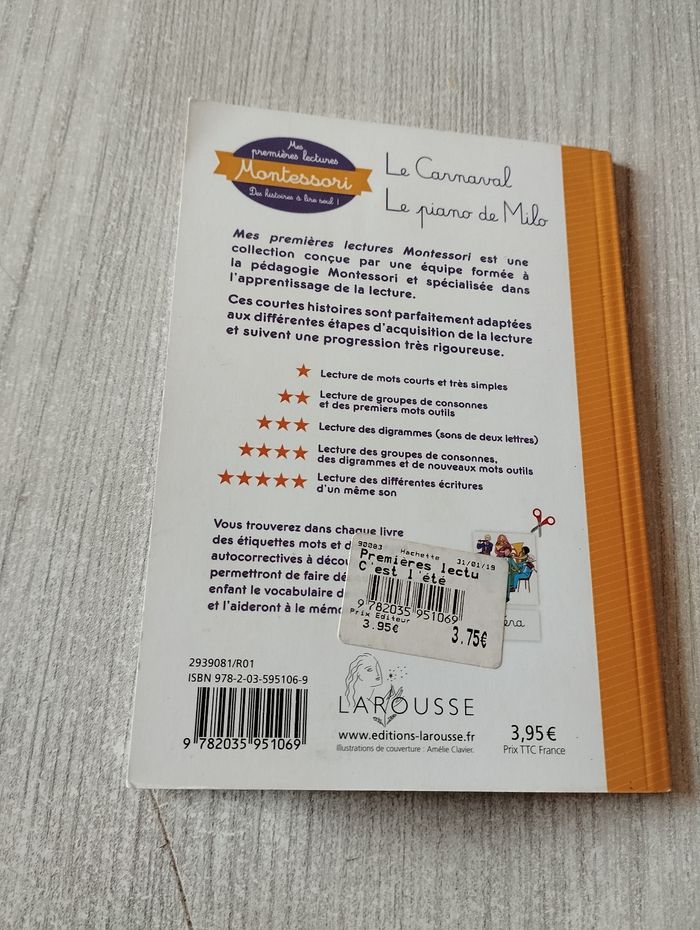 Mes
premières lectures
Montessori
Des histoires à lire seul !
Le Carnaval
Le piano de Milo
Mes premières lectures Montessori est une
collection conçue par une équipe formée à
la pédagogie Montessori et spécialisée dans
l'apprentissage de la lecture.
Ces courtes histoires sont parfaitement adaptées
aux différentes étapes d'acquisition de la lecture
et suivent une progression très rigoureuse.
Lecture de mots courts et très simples
Lecture de groupes de consonnes
et des premiers mots outils
Lecture des digrammes (sons de deux lettres)
Lecture des groupes de consonnes,
des digrammes et de nouveaux mots outils
Lecture des différentes écritures
d'un même son
Vous trouverez dans chaque livre
des étiquettes mots et d
autocorrectives à décou
permettront de faire dé
enfant le vocabulaire d
et l'aideront à le mémo
90083 Hachette 31/01/19
Premières lectu
C'est l'été
9 782035 951069
Prix Editeur
3.95€
3.75€
éra
2939081/R01
ISBN 978-2-03-595106-9
9 782035 951069
LAROUSSE
www.editions-larousse.fr
Illustrations de couverture : Amélie Clavier.
3,95 €
Prix TTC France